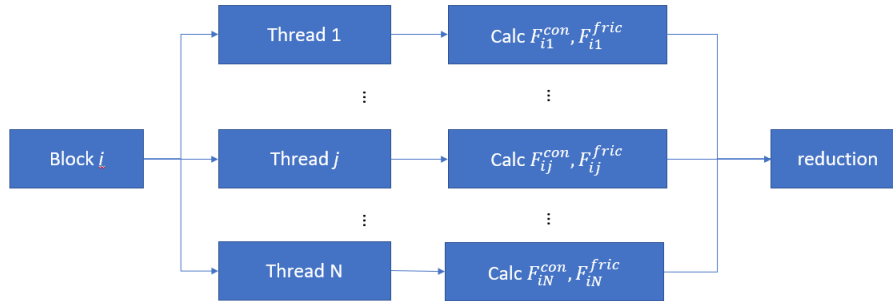 Thread 1
Calc $F_{i1}^{con}, F_{i1}^{fric}$
⋮
⋮
Block i
Thread j
Calc $F_{ij}^{con}, F_{ij}^{fric}$
reduction
⋮
⋮
Thread N
Calc $F_{iN}^{con}, F_{iN}^{fric}$